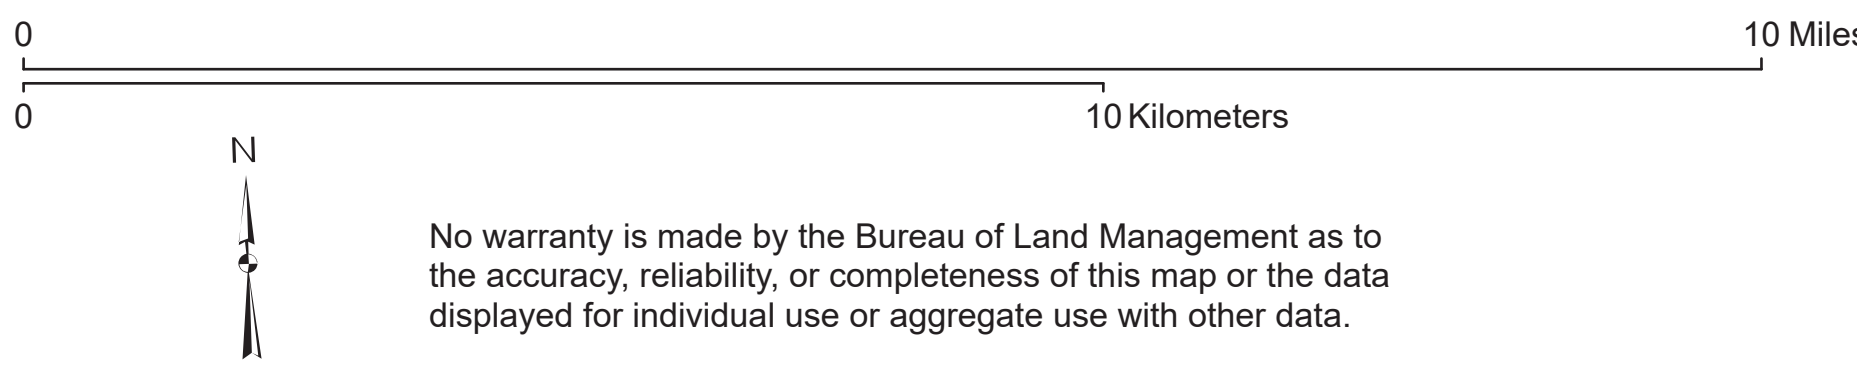 0 10 Miles
0 10 Kilometers
N
No warranty is made by the Bureau of Land Management as to
the accuracy, reliability, or completeness of this map or the data
displayed for individual use or aggregate use with other data.